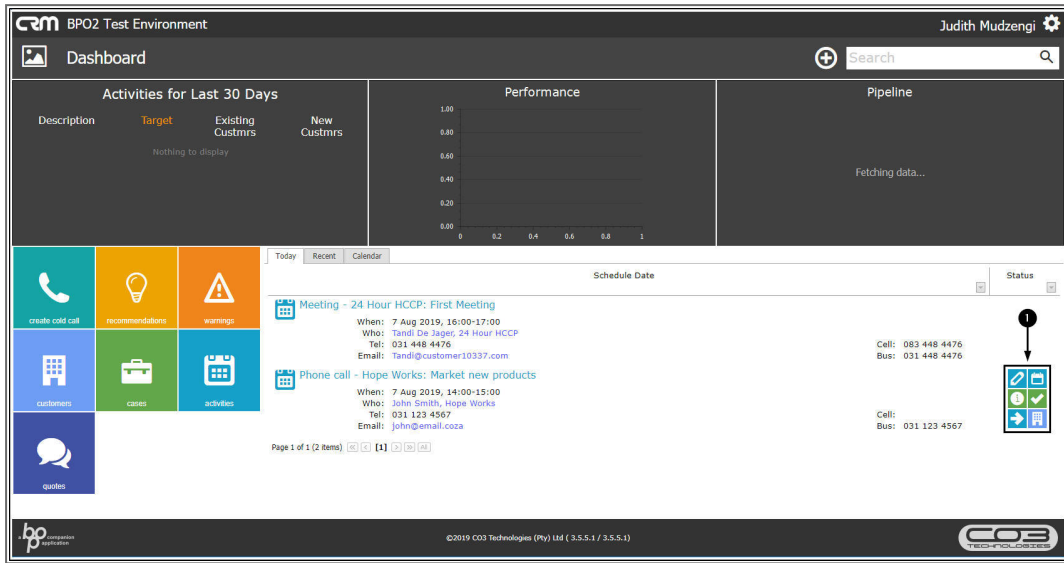 CRM BPO2 Test Environment
Judith Mudzengi
Dashboard
Search
Activities for Last 30 Days
Description Target Existing Custmrs New Custmrs
Nothing to display
Performance
1.00
0.80
0.60
0.40
0.20
0.00
0 0.2 0.4 0.6 0.8 1
Pipeline
Fetching data...
create cold call
recommendations
warnings
customers
cases
activities
quotes
Today Recent Calendar
Schedule Date Status
1
Meeting - 24 Hour HCCP: First Meeting
When: 7 Aug 2019, 16:00-17:00
Who: Tandi De Jager, 24 Hour HCCP
Tel: 031 448 4476 Cell: 083 448 4476
Email: Tandi@customer10337.com Bus: 031 448 4476
Phone call - Hope Works: Market new products
When: 7 Aug 2019, 14:00-15:00
Who: John Smith, Hope Works
Tel: 031 123 4567 Cell:
Email: john@email.coza Bus: 031 123 4567
1
Page 1 of 1 (2 items) [1] All
a bpo companion application
©2019 CO3 Technologies (Pty) Ltd ( 3.5.5.1 / 3.5.5.1)
CO3
TECHNOLOGIES